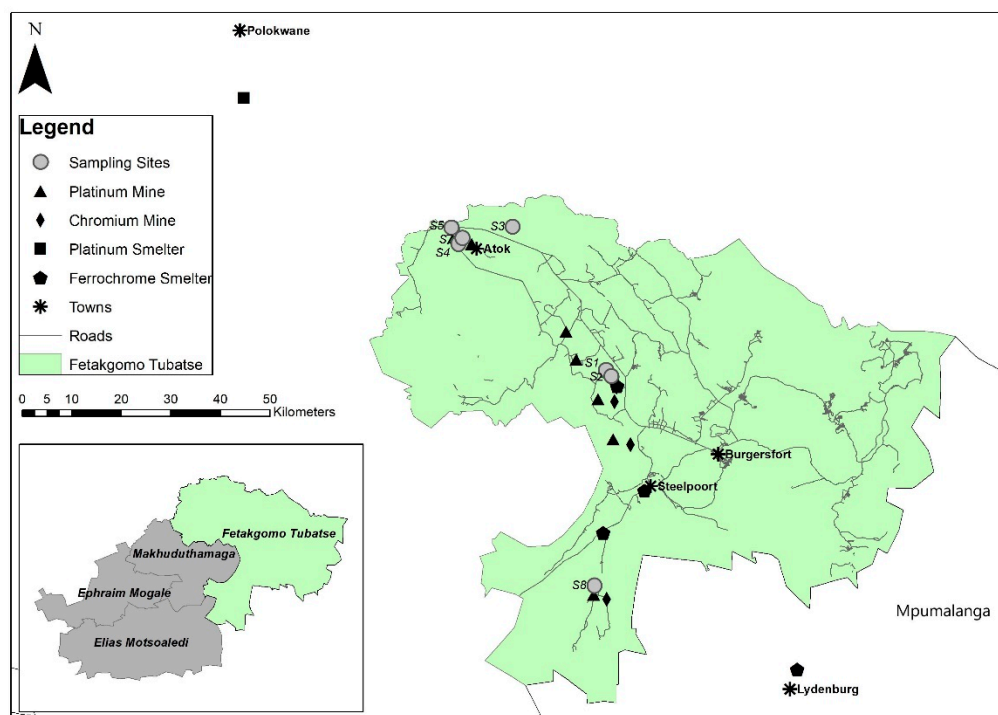 N
Polokwane
Legend
Sampling Sites
Platinum Mine
Chromium Mine
Platinum Smelter
Ferrochrome Smelter
Towns
Roads
Fetakgomo Tubatse
0 10 20 30 40 50
Kilometers
S5
S3
S7
S4
Atok
S1
S2
Burgersfort
Steelpoort
S8
Mpumalanga
Lydenburg
Fetakgomo Tubatse
Makhuduthamaga
Ephraim Mogale
Elias Motsoaledi